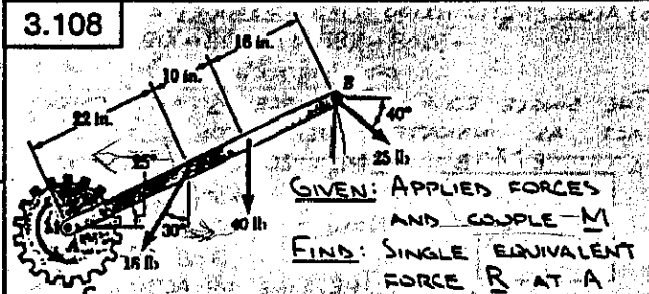 3.108
16 in.
10 in.
B
22 in.
40°
25°
25 lb
GIVEN: APPLIED FORCES
40 lb
AND COUPLE M
30°
FIND: SINGLE EQUIVALENT
A
15 lb
FORCE R AT A